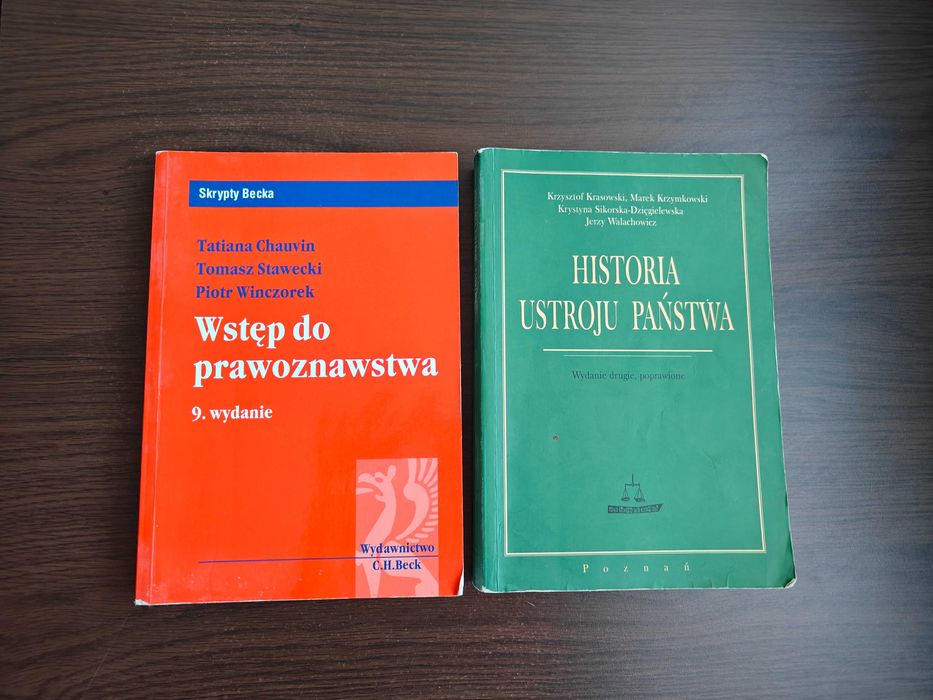 Skrypty Becka
Tatiana Chauvin
Tomasz Stawecki
Piotr Winczorek
Wstęp do
prawoznawstwa
9. wydanie
Wydawnictwo
C.H.Beck
Krzysztof Krasowski, Marek Krzymkowski
Krystyna Sikorska-Dzięgielewska
Jerzy Walachowicz
HISTORIA
USTROJU PAŃSTWA
Wydanie drugie, poprawione
Poznań